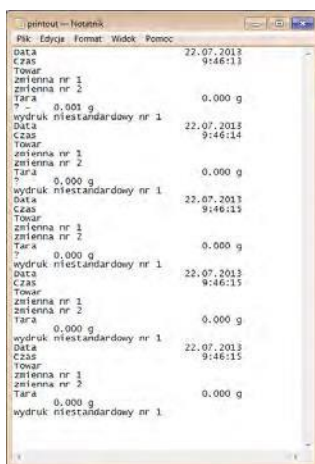 printout — Notatnik
Plik Edycja Format Widok Pomoc
Data 22.07.2013
Czas 9:46:13
Towar
zmienna nr 1
zmienna nr 2
Tara 0.000 g
? - 0.001 g
wydruk niestandardowy nr 1
Data 22.07.2013
Czas 9:46:14
Towar
zmienna nr 1
zmienna nr 2
Tara 0.000 g
? 0.000 g
wydruk niestandardowy nr 1
Data 22.07.2013
Czas 9:46:15
Towar
zmienna nr 1
zmienna nr 2
Tara 0.000 g
? 0.000 g
wydruk niestandardowy nr 1
Data 22.07.2013
Czas 9:46:15
Towar
zmienna nr 1
zmienna nr 2
Tara 0.000 g
0.000 g
wydruk niestandardowy nr 1
Data 22.07.2013
Czas 9:46:15
Towar
zmienna nr 1
zmienna nr 2
Tara 0.000 g
0.000 g
wydruk niestandardowy nr 1